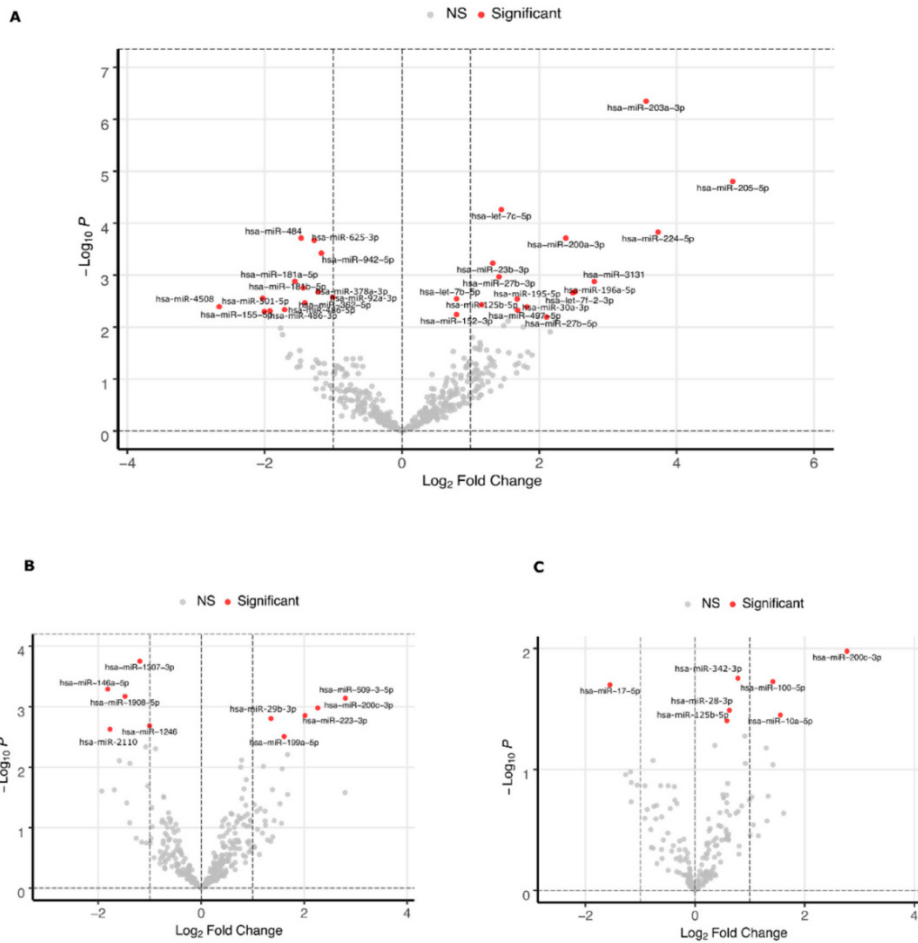 A
NS Significant
7
hsa-miR-203a-3p
6
5
hsa-miR-205-5p
hsa-let-7c-5p
4
hsa-miR-484
hsa-miR-625-3p
hsa-miR-224-5p
hsa-miR-200a-3p
hsa-miR-942-5p
hsa-miR-23b-3p
3
hsa-miR-181a-5p
hsa-miR-3131
hsa-miR-27b-3p
hsa-miR-181b-5p
hsa-miR-378a-3p
hsa-let-7b-5p
hsa-miR-195-5p
hsa-miR-196a-5p
hsa-miR-4508
hsa-miR-92a-3p
hsa-miR-125b-5p
hsa-let-7f-2-3p
hsa-miR-30a-3p
hsa-miR-155-5p
hsa-miR-486-3p
hsa-miR-497-5p
hsa-miR-152-3p
hsa-miR-27b-5p
2
1
0
−Log10 P
−4 −2 0 2 4 6
Log2 Fold Change
B
NS Significant
4
hsa-miR-1307-3p
hsa-miR-146a-5p
hsa-miR-1908-5p
hsa-miR-509-3-5p
3
hsa-miR-29b-3p
hsa-miR-200c-3p
hsa-miR-223-3p
hsa-miR-1246
hsa-miR-2110
hsa-miR-199a-5p
2
1
0
−Log10 P
−2 0 2 4
Log2 Fold Change
C
NS Significant
2
hsa-miR-200c-3p
hsa-miR-342-3p
hsa-miR-17-5p
hsa-miR-100-5p
hsa-miR-28-3p
hsa-miR-125b-5p
hsa-miR-10a-5p
1
0
−Log10 P
−2 0 2 4
Log2 Fold Change